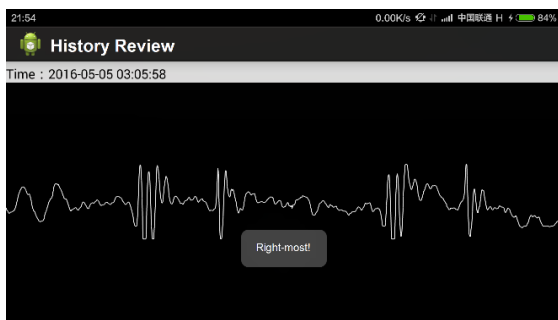 21:54 0.00K/s 中国联通 H 84%
History Review
Time：2016-05-05 03:05:58
Right-most!